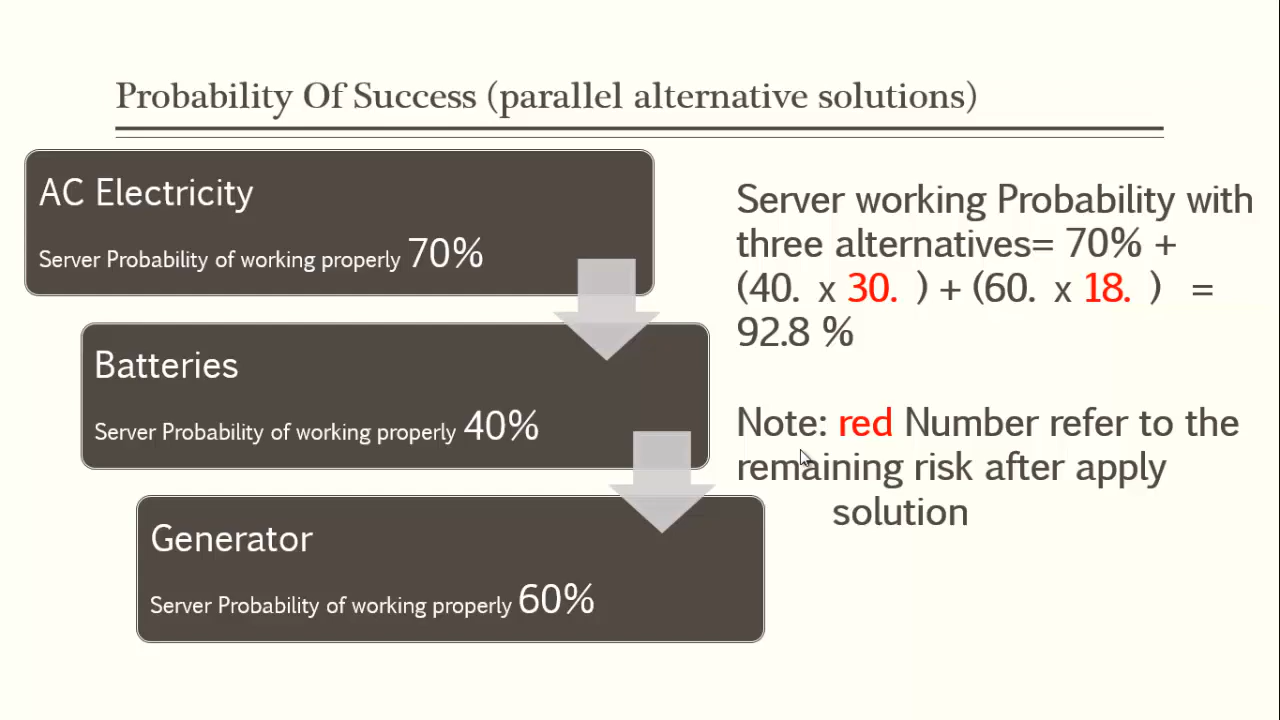 Probability Of Success (parallel alternative solutions)
AC Electricity
Server Probability of working properly 70%
Batteries
Server Probability of working properly 40%
Generator
Server Probability of working properly 60%
Server working Probability with
three alternatives= 70% +
(40. x 30. ) + (60. x 18. ) =
92.8 %
Note: red Number refer to the
remaining risk after apply
solution